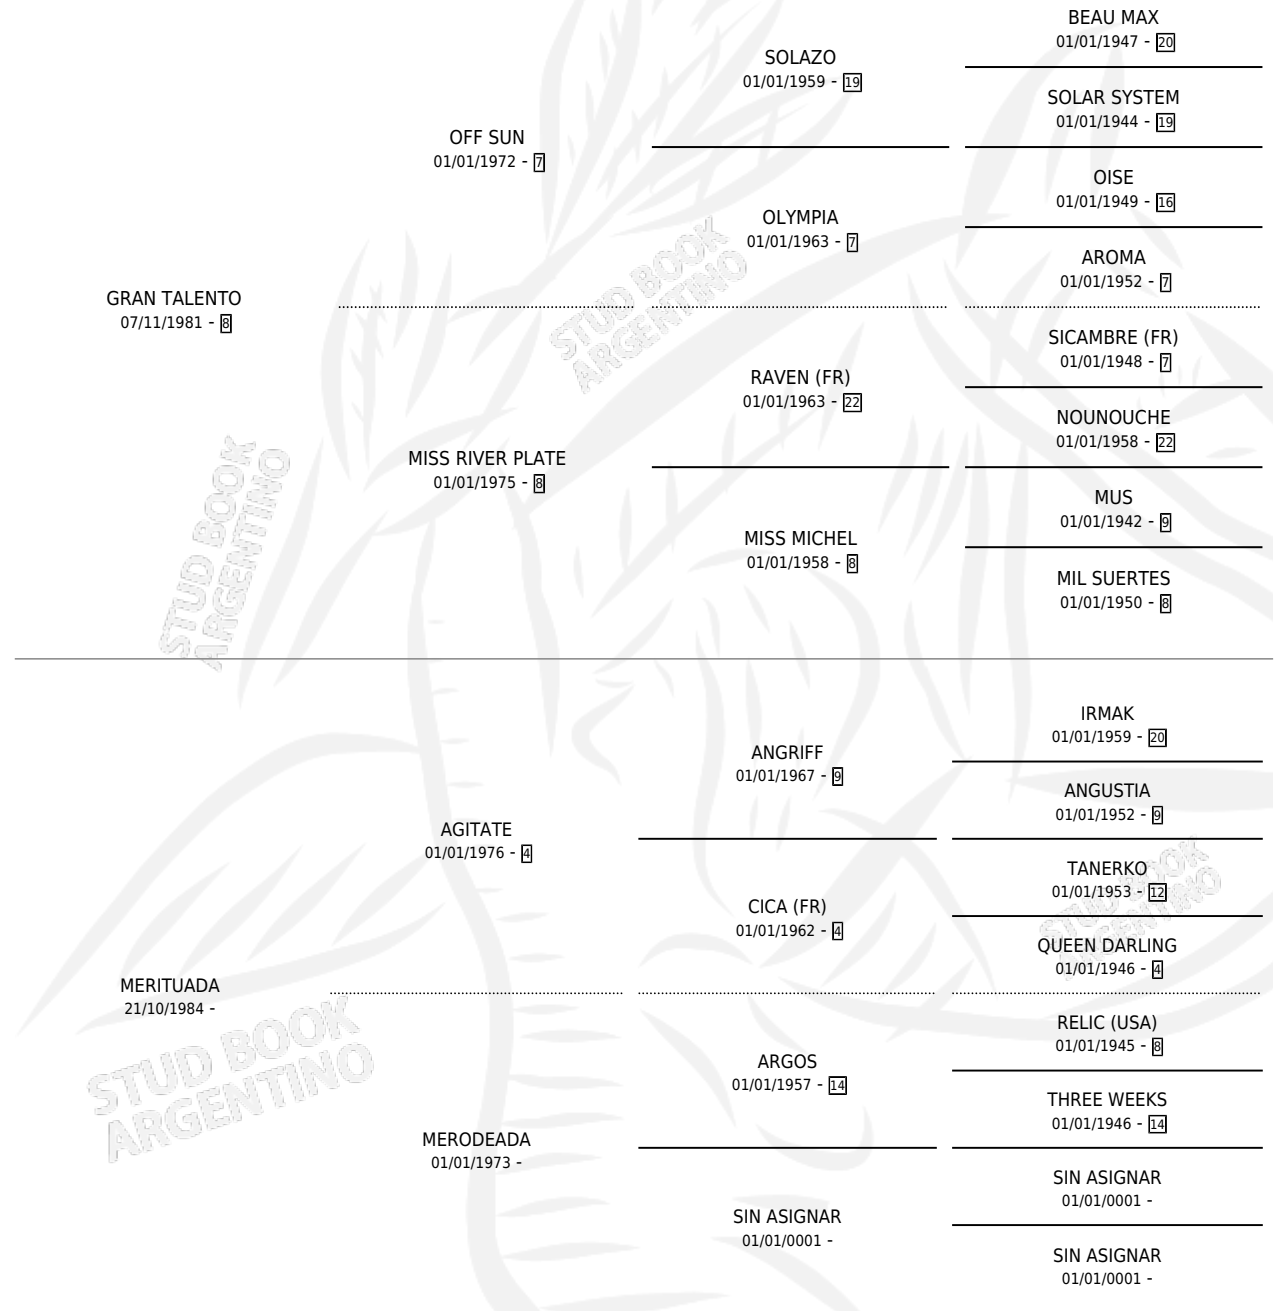 BEAU MAX
01/01/1947 - 20
SOLAZO
01/01/1959 - 19
SOLAR SYSTEM
01/01/1944 - 19
OFF SUN
01/01/1972 - 7
OISE
01/01/1949 - 16
OLYMPIA
01/01/1963 - 7
AROMA
01/01/1952 - 7
GRAN TALENTO
07/11/1981 - 8
STUD BOOK
ARGENTINO
SICAMBRE (FR)
01/01/1948 - 7
RAVEN (FR)
01/01/1963 - 22
NOUNOUCHE
01/01/1958 - 22
MISS RIVER PLATE
01/01/1975 - 8
MUS
01/01/1942 - 9
MISS MICHEL
01/01/1958 - 8
MIL SUERTES
01/01/1950 - 8
STUD BOOK
ARGENTINO
IRMAK
01/01/1959 - 20
ANGRIFF
01/01/1967 - 9
ANGUSTIA
01/01/1952 - 9
AGITATE
01/01/1976 - 4
TANERKO
01/01/1953 - 12
CICA (FR)
01/01/1962 - 4
STUD BOOK
ARGENTINO
QUEEN DARLING
01/01/1946 - 4
MERITUADA
21/10/1984 -
RELIC (USA)
01/01/1945 - 8
ARGOS
01/01/1957 - 14
THREE WEEKS
01/01/1946 - 14
STUD BOOK
ARGENTINO
MERODEADA
01/01/1973 -
SIN ASIGNAR
01/01/0001 -
SIN ASIGNAR
01/01/0001 -
SIN ASIGNAR
01/01/0001 -